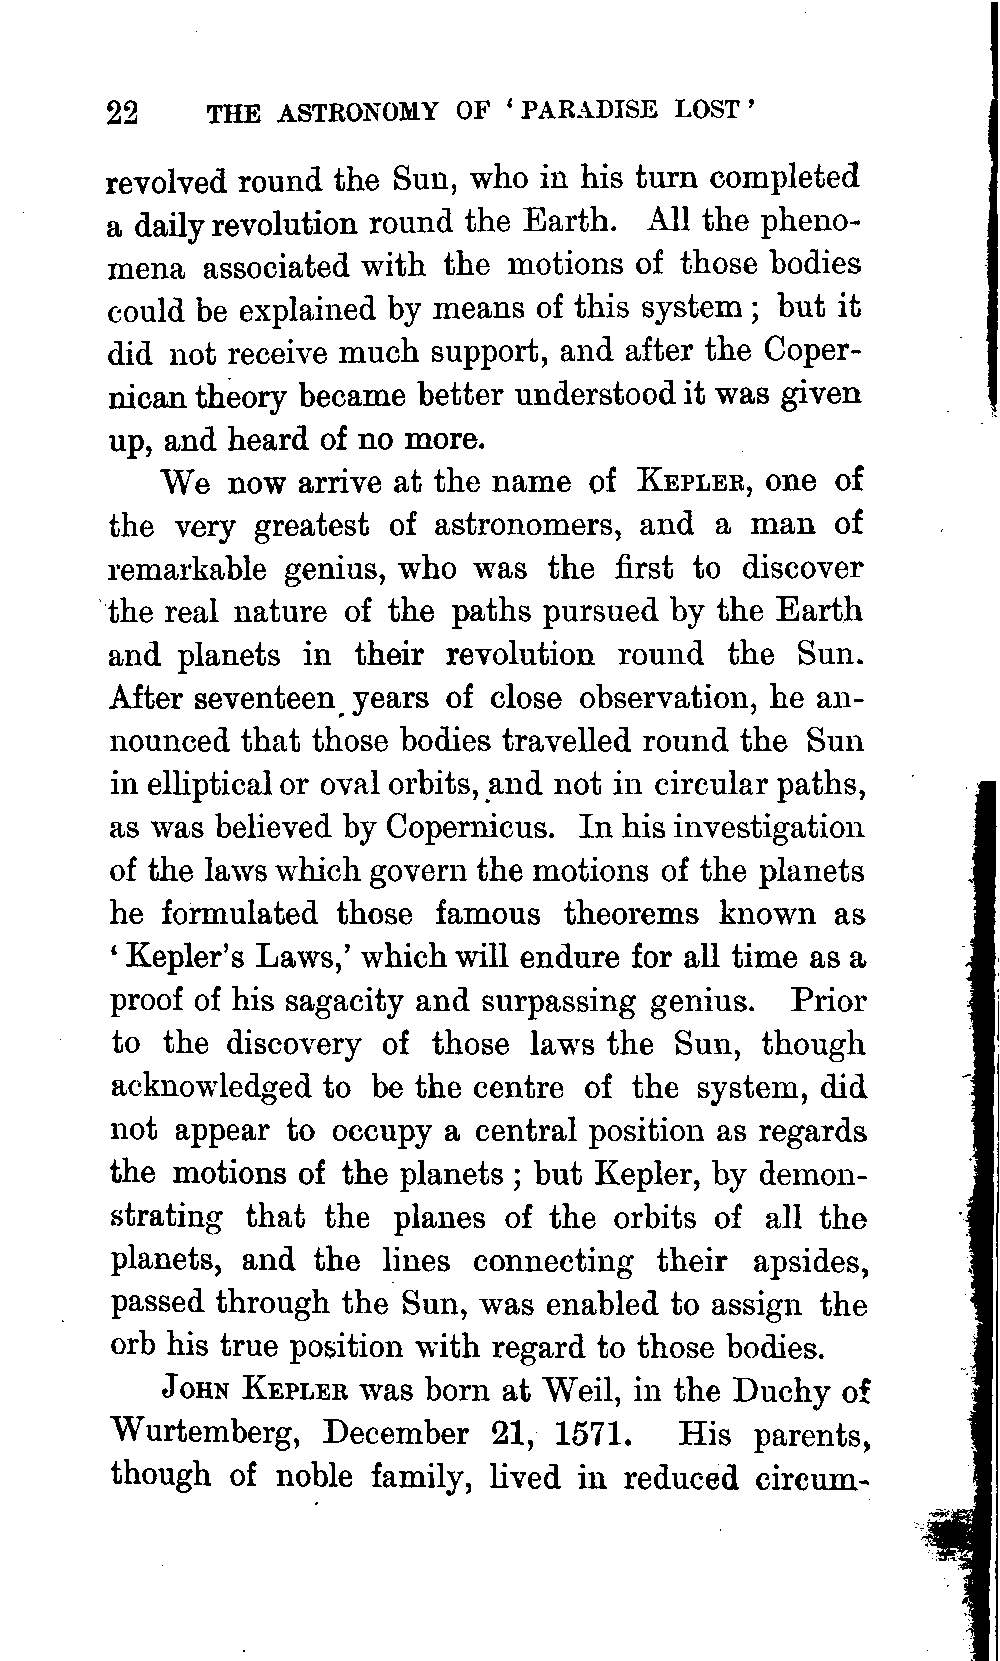 22 THE ASTRONOMY OF ‘PARADISE LOST’
revolved round the Sun, who in his turn completed
a daily revolution round the Earth. All the pheno-
mena associated with the motions of those bodies
could be explained by means of this system; but it
did not receive much support, and after the Coper-
nican theory became better understood it was given
up, and heard of no more.
We now arrive at the name of KEPLER, one of
the very greatest of astronomers, and a man of
remarkable genius, who was the first to discover
the real nature of the paths pursued by the Earth
and planets in their revolution round the Sun.
After seventeen years of close observation, he an-
nounced that those bodies travelled round the Sun
in elliptical or oval orbits, and not in circular paths,
as was believed by Copernicus. In his investigation
of the laws which govern the motions of the planets
he formulated those famous theorems known as
‘Kepler’s Laws,’ which will endure for all time as a
proof of his sagacity and surpassing genius. Prior
to the discovery of those laws the Sun, though
acknowledged to be the centre of the system, did
not appear to occupy a central position as regards
the motions of the planets; but Kepler, by demon-
strating that the planes of the orbits of all the
planets, and the lines connecting their apsides,
passed through the Sun, was enabled to assign the
orb his true position with regard to those bodies.
JOHN KEPLER was born at Weil, in the Duchy of
Wurtemberg, December 21, 1571. His parents,
though of noble family, lived in reduced circum-